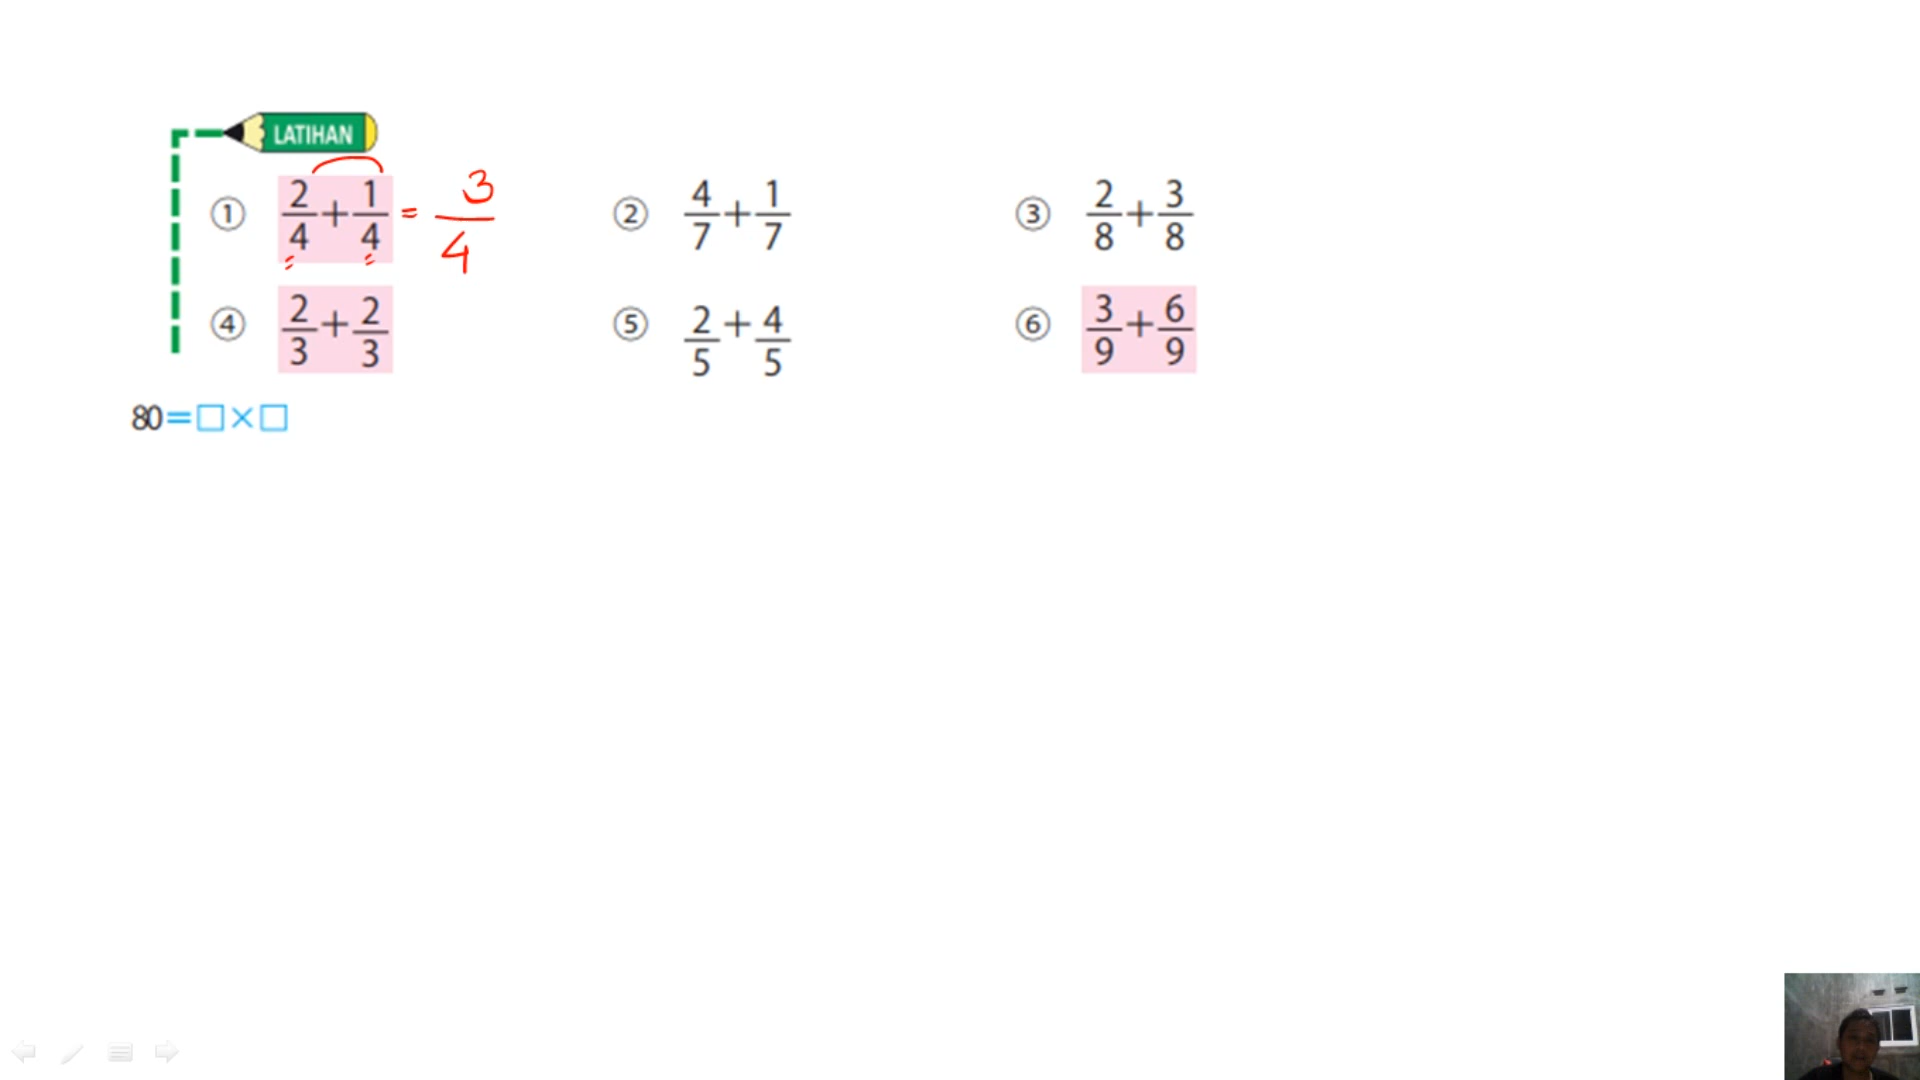 LATIHAN
① 2/4 + 1/4 = 3/4 ② 4/7 + 1/7 ③ 2/8 + 3/8
④ 2/3 + 2/3 ⑤ 2/5 + 4/5 ⑥ 3/9 + 6/9
80=□×□